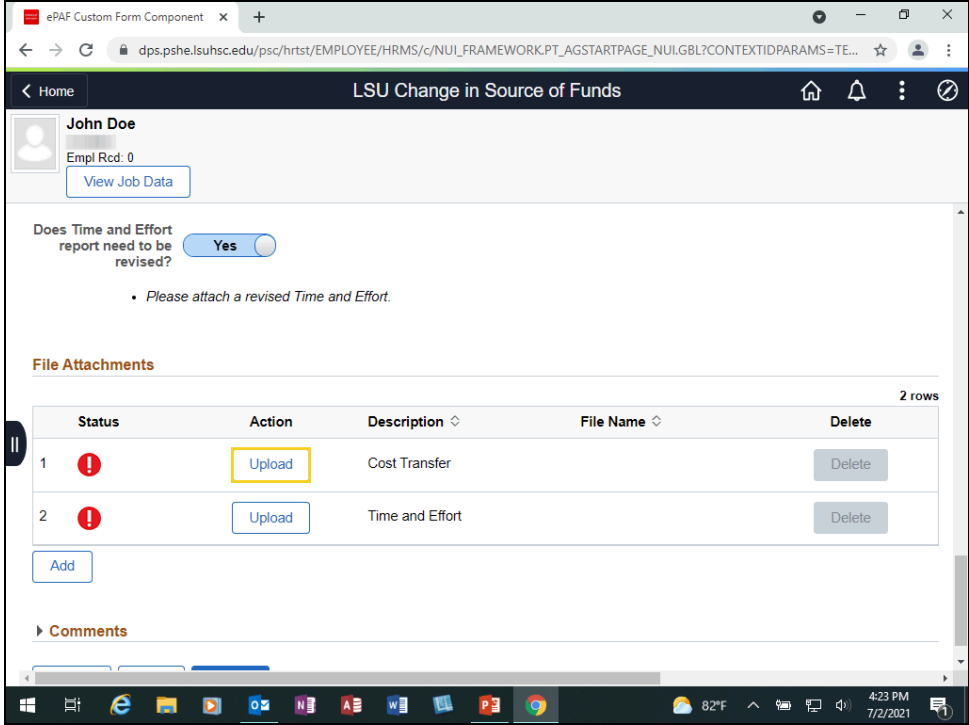 ePAF Custom Form Component
dps.pshe.lsuhsc.edu/psc/hrtst/EMPLOYEE/HRMS/c/NUI_FRAMEWORK.PT_AGSTARTPAGE_NUI.GBL?CONTEXTIDPARAMS=TE...
Home
LSU Change in Source of Funds
John Doe
Empl Rcd: 0
View Job Data
Does Time and Effort
report need to be
revised?
Yes
• Please attach a revised Time and Effort.
File Attachments
2 rows
Status Action Description File Name Delete
1 Upload Cost Transfer Delete
2 Upload Time and Effort Delete
Add
Comments
82°F
4:23 PM
7/2/2021
1